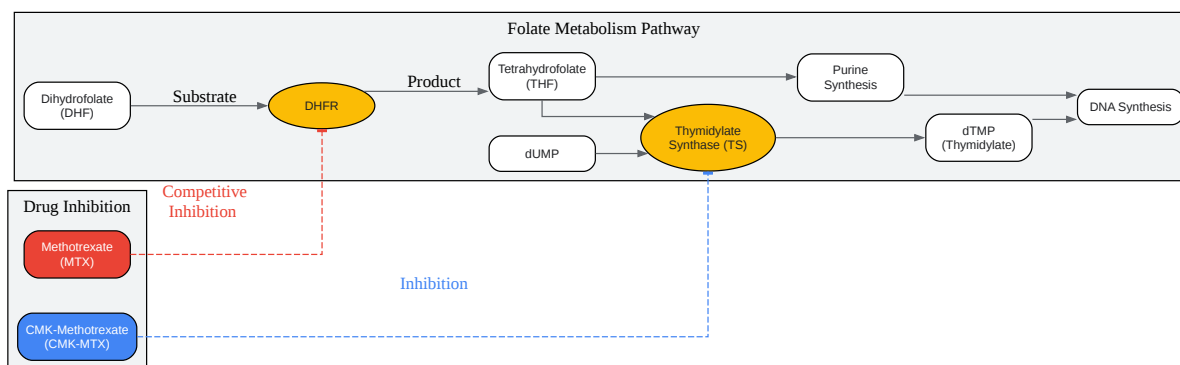 Folate Metabolism Pathway
Dihydrofolate
(DHF)
Substrate
DHFR
Product
Tetrahydrofolate
(THF)
dUMP
Thymidylate
Synthase (TS)
Purine
Synthesis
dTMP
(Thymidylate)
DNA Synthesis
Drug Inhibition
Methotrexate
(MTX)
CMK-Methotrexate
(CMK-MTX)
Competitive
Inhibition
Inhibition